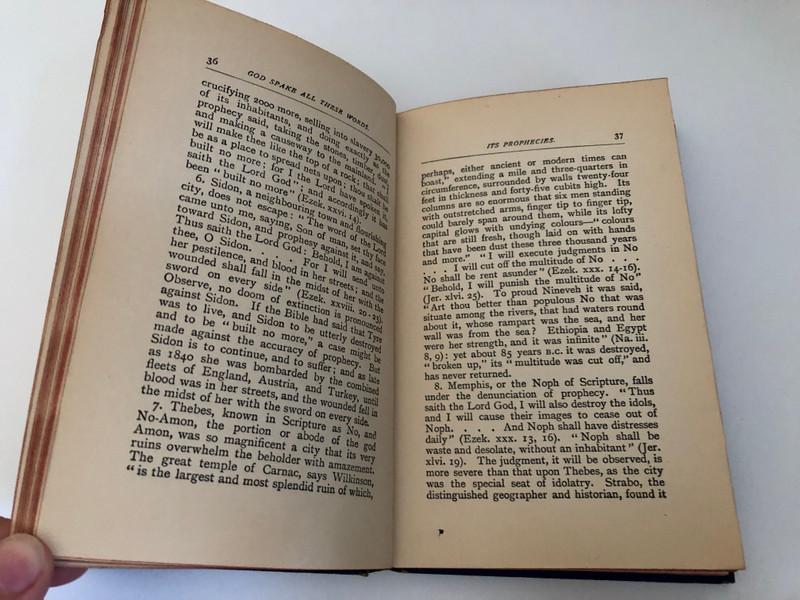 36
GOD SPAKE ALL THESE WORDS.
crucifying 2000 more, selling into slavery 30,000
of its inhabitants, and doing exactly as the
prophecy said, taking the stones, timber, dust,
and making a causeway to the mainland. "I
will make thee like the top of a rock; thou shalt
be as a place to spread nets upon; thou shalt be
built no more; for I the Lord have spoken it,
saith the Lord God"; and accordingly it has
been "built no more" (Ezek. xxvi. 14).
6. Sidon, a neighbouring town and flourishing
city, does not escape: "The word of the Lord
came unto me, saying, Son of man, set thy face
toward Sidon, and prophesy against it, and say,
Thus saith the Lord God: Behold, I am against
thee, O Sidon. . . . For I will send unto
her pestilence, and blood in her streets; and the
wounded shall fall in the midst of her with the
sword on every side" (Ezek. xxviii. 20-23).
Observe, no doom of extinction is pronounced
against Sidon. If the Bible had said that Tyre
was to live, and Sidon to be utterly destroyed
and to be "built no more," a case might be
made against the accuracy of prophecy. But
Sidon is to continue, and to suffer; and as late
as 1840 she was bombarded by the combined
fleets of England, Austria, and Turkey, until
blood was in her streets, and the wounded fell in
the midst of her with the sword on every side.
7. Thebes, known in Scripture as No, and
No-Amon, the portion or abode of the god
Amon, was so magnificent a city that its very
ruins overwhelm the beholder with amazement.
The great temple of Carnac, says Wilkinson,
"is the largest and most splendid ruin of which,
ITS PROPHECIES.
37
perhaps, either ancient or modern times can
boast," extending a mile and three-quarters in
circumference, surrounded by walls twenty-four
feet in thickness and forty-five cubits high. Its
columns are so enormous that six men standing
with outstretched arms, finger tip to finger tip,
could barely span around them, while its lofty
capital glows with undying colours—"colours
that are still fresh, though laid on with hands
that have been dust these three thousand years
and more." "I will execute judgments in No
. . . I will cut off the multitude of No . . .
No shall be rent asunder" (Ezek. xxx. 14-16).
"Behold, I will punish the multitude of No"
(Jer. xlvi. 25). To proud Nineveh it was said,
"Art thou better than populous No that was
situate among the rivers, that had waters round
about it, whose rampart was the sea, and her
wall was from the sea? Ethiopia and Egypt
were her strength, and it was infinite" (Na. iii.
8, 9): yet about 85 years B.C. it was destroyed,
"broken up," its "multitude was cut off," and
has never returned.
8. Memphis, or the Noph of Scripture, falls
under the denunciation of prophecy. "Thus
saith the Lord God, I will also destroy the idols,
and I will cause their images to cease out of
Noph. . . . And Noph shall have distresses
daily" (Ezek. xxx. 13, 16). "Noph shall be
waste and desolate, without an inhabitant" (Jer.
xlvi. 19). The judgment, it will be observed, is
more severe than that upon Thebes, as the city
was the special seat of idolatry. Strabo, the
distinguished geographer and historian, found it